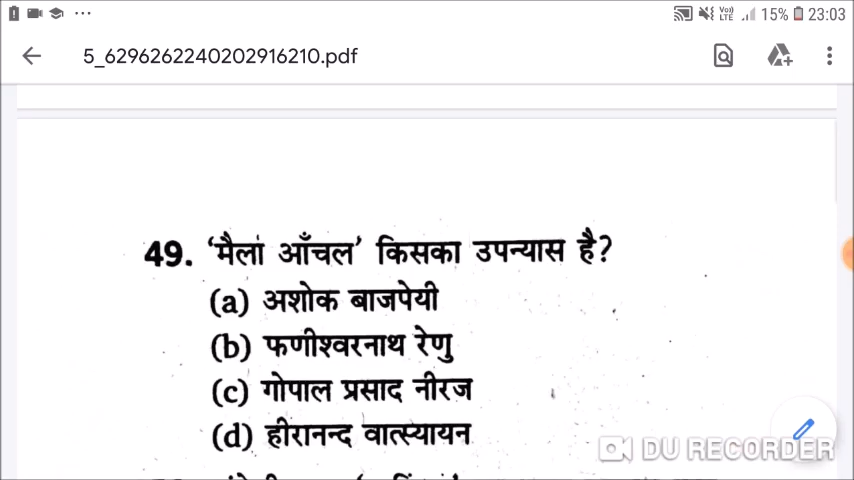 15% 23:03
5_6296262240202916210.pdf
49. 'मैला आँचल' किसका उपन्यास है?
(a) अशोक बाजपेयी
(b) फणीश्वरनाथ रेणु
(c) गोपाल प्रसाद नीरज
(d) हीरानन्द वात्स्यायन
DU RECORDER